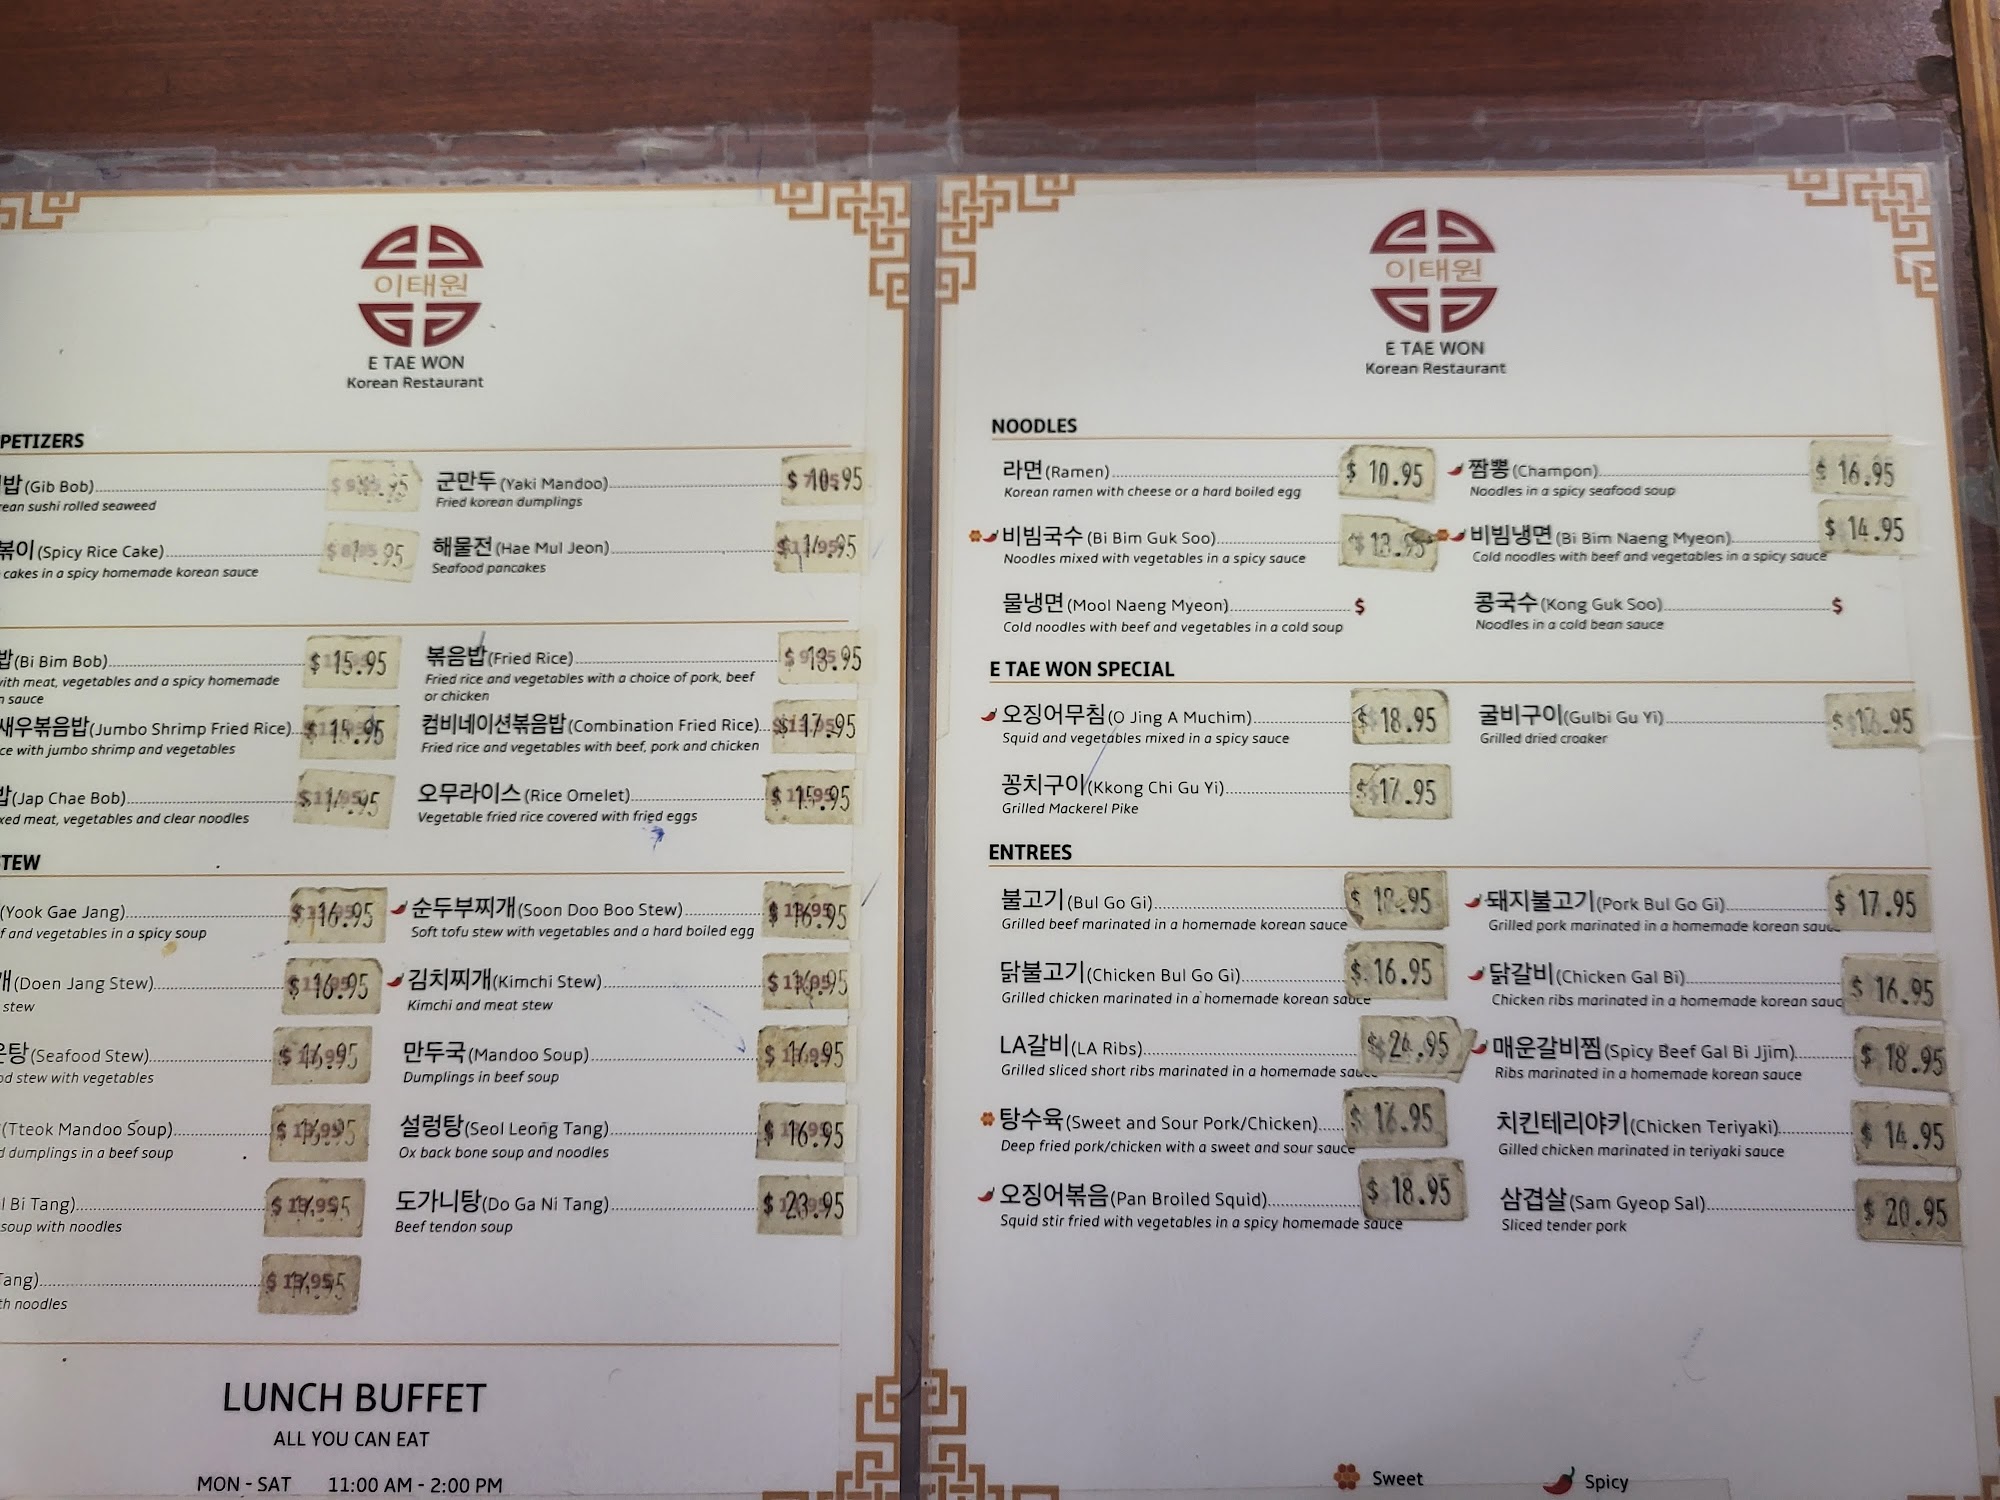 이태원
E TAE WON
Korean Restaurant
PETIZERS
밥 (Gib Bob)
ean sushi rolled seaweed
군만두 (Yaki Mandoo) $ 10.95
Fried korean dumplings
볶이 (Spicy Rice Cake)
cakes in a spicy homemade korean sauce
해물전 (Hae Mul Jeon)
Seafood pancakes
밥 (Bi Bim Bob) $ 15.95
ith meat, vegetables and a spicy homemade
sauce
볶음밥 (Fried Rice) $ 13.95
Fried rice and vegetables with a choice of pork, beef
or chicken
새우볶음밥 (Jumbo Shrimp Fried Rice) $ 15.95
ce with jumbo shrimp and vegetables
컴비네이션볶음밥 (Combination Fried Rice) $ 17.95
Fried rice and vegetables with beef, pork and chicken
밥 (Jap Chae Bob)
xed meat, vegetables and clear noodles
오무라이스 (Rice Omelet) $ 15.95
Vegetable fried rice covered with fried eggs
STEW
(Yook Gae Jang) $ 16.95
f and vegetables in a spicy soup
순두부찌개 (Soon Doo Boo Stew) $ 16.95
Soft tofu stew with vegetables and a hard boiled egg
개 (Doen Jang Stew) $ 16.95
stew
김치찌개 (Kimchi Stew)
Kimchi and meat stew
운탕 (Seafood Stew) $ 16.95
od stew with vegetables
만두국 (Mandoo Soup) $ 16.95
Dumplings in beef soup
(Tteok Mandoo Soup)
d dumplings in a beef soup
설렁탕 (Seol Leong Tang) $ 16.95
Ox back bone soup and noodles
l Bi Tang)
soup with noodles
도가니탕 (Do Ga Ni Tang) $ 23.95
Beef tendon soup
Tang)
th noodles
LUNCH BUFFET
ALL YOU CAN EAT
MON - SAT 11:00 AM - 2:00 PM
이태원
E TAE WON
Korean Restaurant
NOODLES
라면 (Ramen) $ 10.95
Korean ramen with cheese or a hard boiled egg
짬뽕 (Champon) $ 16.95
Noodles in a spicy seafood soup
비빔국수 (Bi Bim Guk Soo) $ 13.95
Noodles mixed with vegetables in a spicy sauce
비빔냉면 (Bi Bim Naeng Myeon) $ 14.95
Cold noodles with beef and vegetables in a spicy sauce
물냉면 (Mool Naeng Myeon) $
Cold noodles with beef and vegetables in a cold soup
콩국수 (Kong Guk Soo) $
Noodles in a cold bean sauce
E TAE WON SPECIAL
오징어무침 (O Jing A Muchim) $ 18.95
Squid and vegetables mixed in a spicy sauce
굴비구이 (Gulbi Gu Yi)
Grilled dried croaker
꽁치구이 (Kkong Chi Gu Yi) $ 17.95
Grilled Mackerel Pike
ENTREES
불고기 (Bul Go Gi)
Grilled beef marinated in a homemade korean sauce
돼지불고기 (Pork Bul Go Gi) $ 17.95
Grilled pork marinated in a homemade korean sauc
닭불고기 (Chicken Bul Go Gi) $ 16.95
Grilled chicken marinated in a homemade korean sauce
닭갈비 (Chicken Gal Bi) $ 16.95
Chicken ribs marinated in a homemade korean sauc
LA갈비 (LA Ribs) $ 24.95
Grilled sliced short ribs marinated in a homemade sauce
매운갈비찜 (Spicy Beef Gal Bi Jjim) $ 18.95
Ribs marinated in a homemade korean sauce
탕수육 (Sweet and Sour Pork/Chicken) $ 16.95
Deep fried pork/chicken with a sweet and sour sauce
치킨테리야키 (Chicken Teriyaki) $ 14.95
Gilled chicken marinated in teriyaki sauce
오징어볶음 (Pan Broiled Squid) $ 18.95
Squid stir fried with vegetables in a spicy homemade sauce
삼겹살 (Sam Gyeop Sal) $ 20.95
Sliced tender pork
Sweet
Spicy